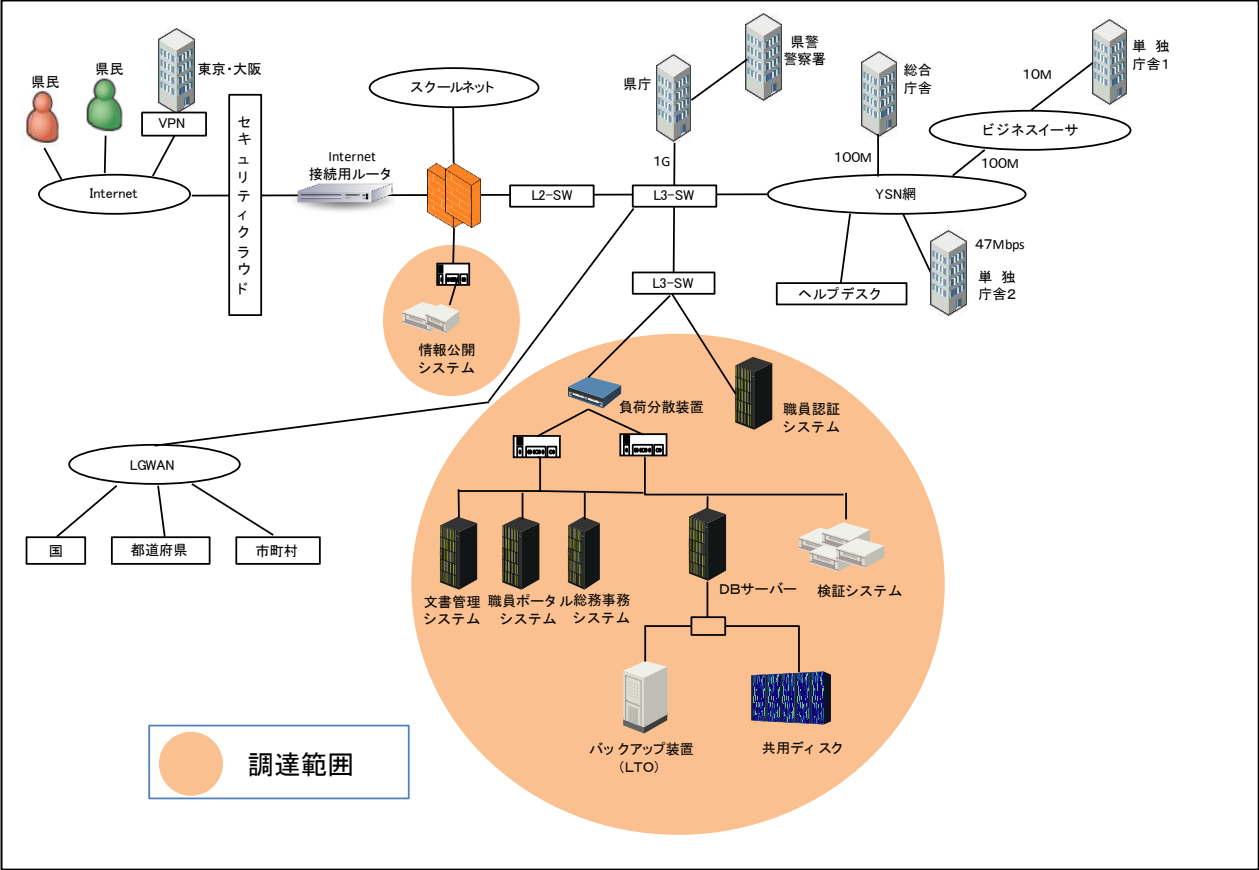 県民
県民
東京・大阪
VPN
Internet
セキュリティクラウド
Internet
接続用ルータ
スクールネット
L2-SW
L3-SW
1G
県庁
県警
警察署
総合
庁舎
100M
10M
単 独
庁舎1
ビジネスイーサ
100M
YSN網
47Mbps
単 独
庁舎2
ヘルプデスク
L3-SW
情報公開
システム
負荷分散装置
職員認証
システム
LGWAN
国
都道府県
市町村
文書管理
システム
職員ポータル
システム
総務事務
システム
DBサーバー
検証システム
バックアップ装置
(LTO)
共用ディスク
調達範囲